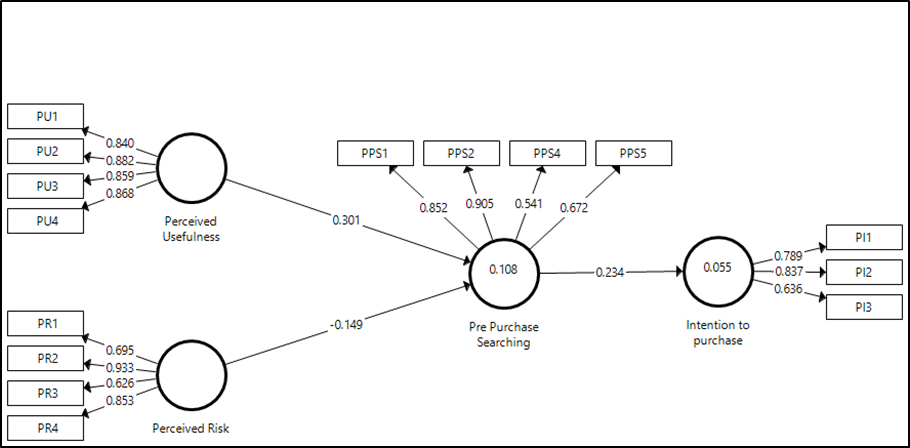 PU1
0.840
PU2
0.882
PU3
0.859
PU4
0.868
Perceived
Usefulness
0.301
PPS1
PPS2
PPS4
PPS5
0.852
0.905
0.541
0.672
0.108
Pre Purchase
Searching
0.234
0.055
Intention to
purchase
PI1
0.789
PI2
0.837
PI3
0.636
-0.149
PR1
0.695
PR2
0.933
PR3
0.626
PR4
0.853
Perceived Risk